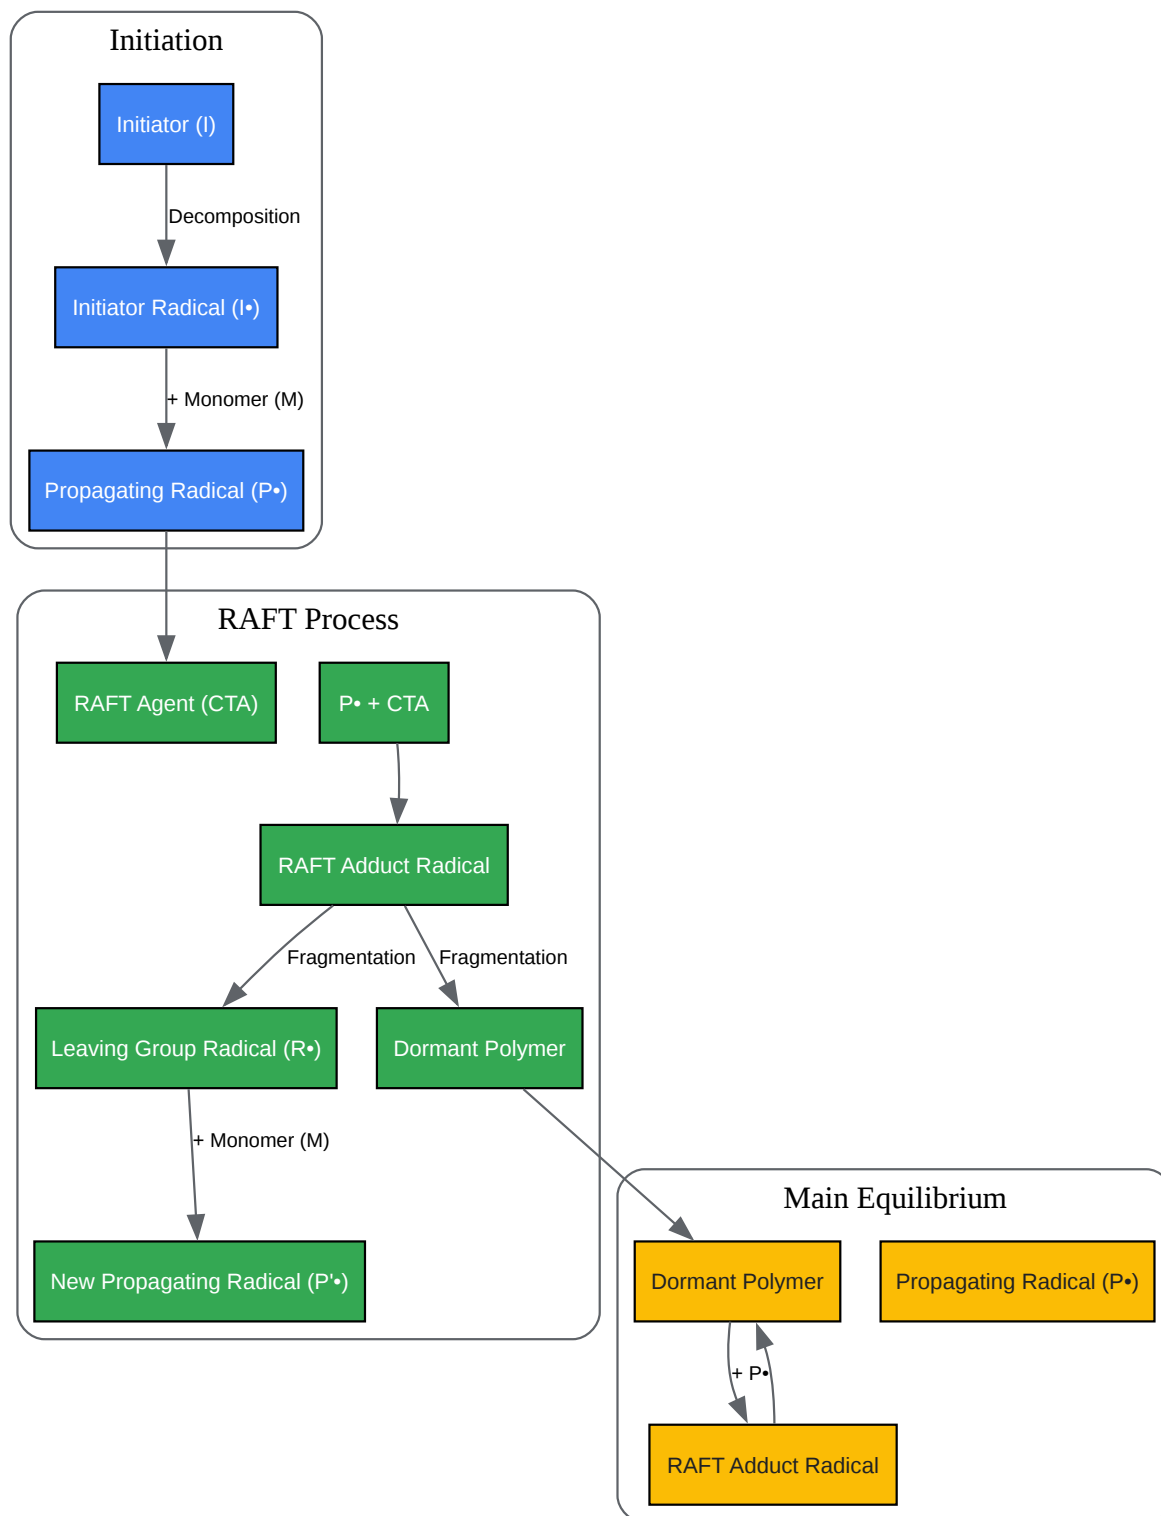 Initiation
Initiator (I)
Decomposition
Initiator Radical (I•)
+ Monomer (M)
Propagating Radical (P•)
RAFT Process
RAFT Agent (CTA)
P• + CTA
RAFT Adduct Radical
Fragmentation
Fragmentation
Leaving Group Radical (R•)
Dormant Polymer
+ Monomer (M)
New Propagating Radical (P'•)
Main Equilibrium
Dormant Polymer
Propagating Radical (P•)
+ P•
RAFT Adduct Radical